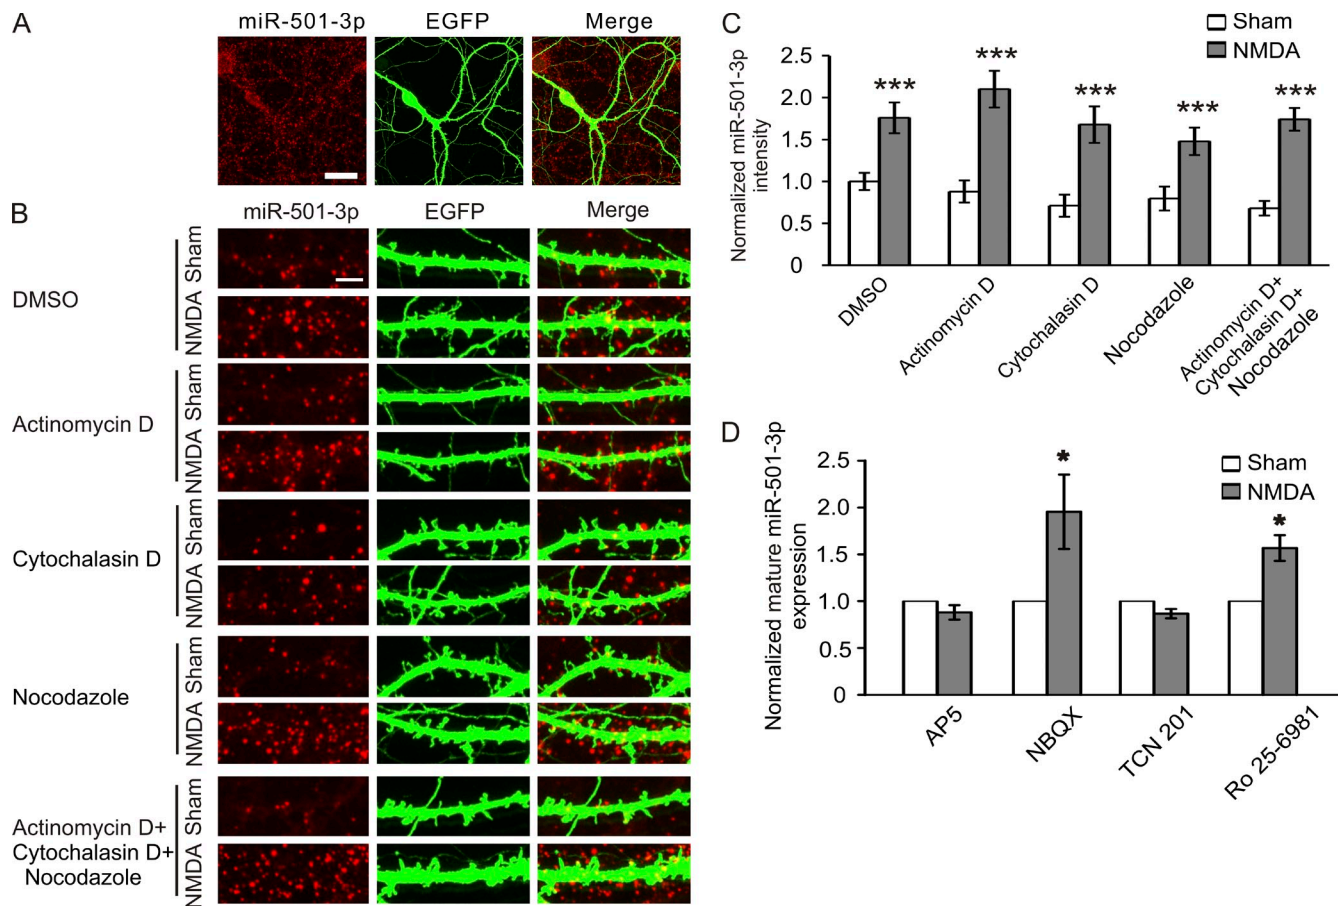 A
miR-501-3p EGFP Merge
B
miR-501-3p EGFP Merge
DMSO
Sham
NMDA
Actinomycin D
Sham
NMDA
Cytochalasin D
Sham
NMDA
Nocodazole
Sham
NMDA
Actinomycin D+
Cytochalasin D+
Nocodazole
Sham
NMDA
C
Sham
NMDA
Normalized miR-501-3p
intensity
2.5
2.0
1.5
1.0
0.5
0
*** *** *** *** ***
DMSO
Actinomycin D
Cytochalasin D
Nocodazole
Actinomycin D+
Cytochalasin D+
Nocodazole
D
Sham
NMDA
Normalized mature miR-501-3p
expression
2.5
2.0
1.5
1.0
0.5
0
* *
AP5
NBQX
TCN 201
Ro 25-6981